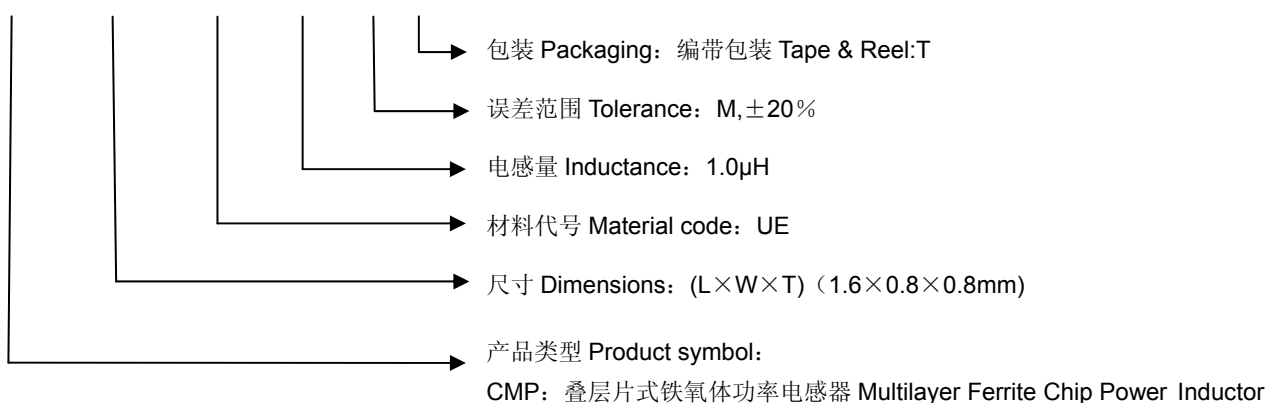 包装 Packaging：编带包装 Tape & Reel:T
误差范围 Tolerance：M,±20％
电感量 Inductance：1.0μH
材料代号 Material code：UE
尺寸 Dimensions：(L×W×T)（1.6×0.8×0.8mm)
产品类型 Product symbol：
CMP：叠层片式铁氧体功率电感器 Multilayer Ferrite Chip Power Inductor